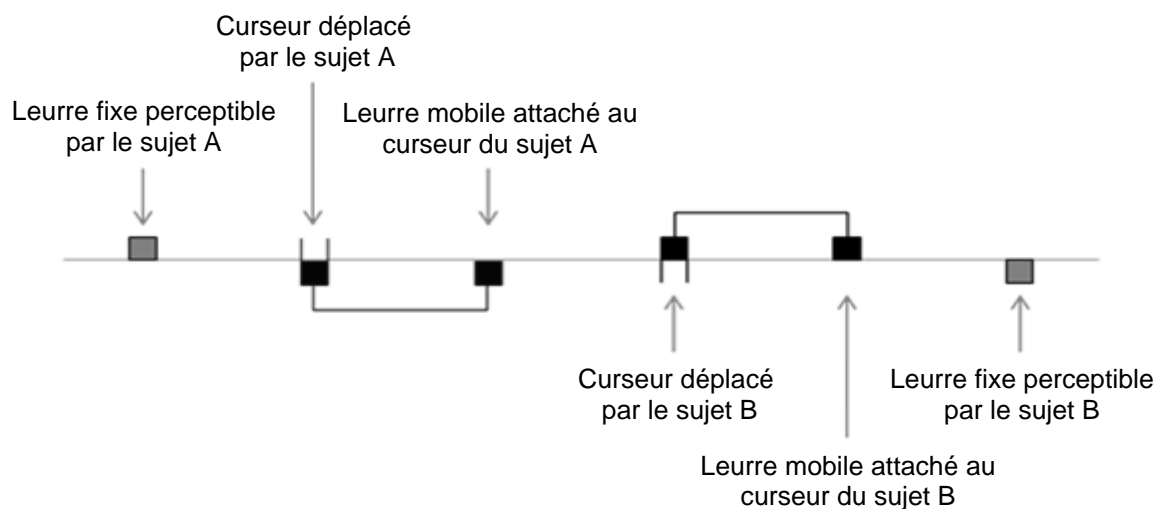 Curseur déplacé
par le sujet A
Leurre fixe perceptible
par le sujet A
Leurre mobile attaché au
curseur du sujet A
Curseur déplacé
par le sujet B
Leurre fixe perceptible
par le sujet B
Leurre mobile attaché au
curseur du sujet B